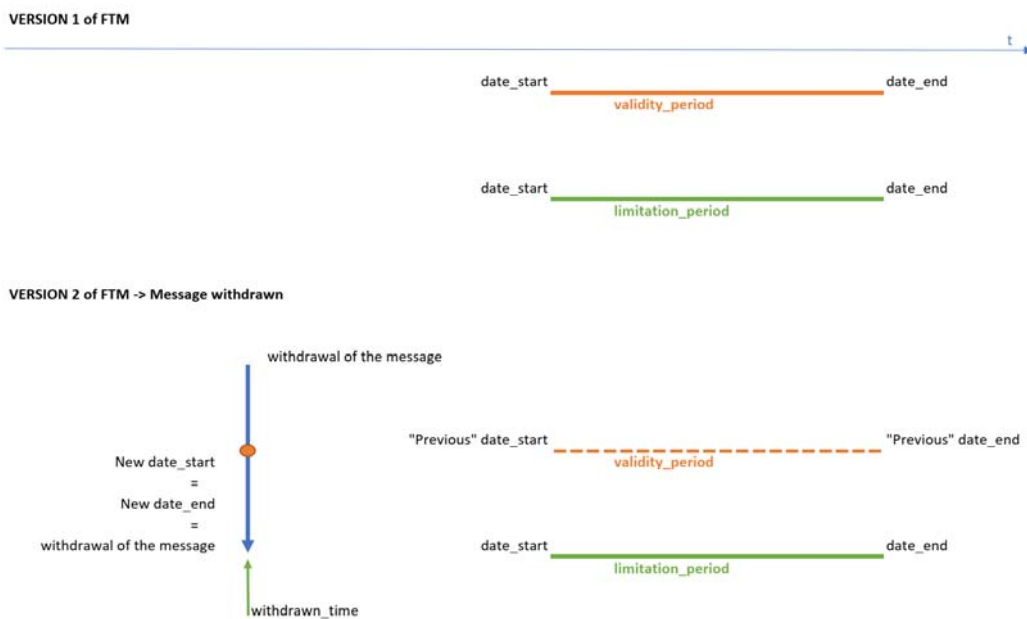 VERSION 1 of FTM
t
date_start
date_end
validity_period
date_start
date_end
limitation_period
VERSION 2 of FTM -> Message withdrawn
withdrawal of the message
"Previous" date_start
"Previous" date_end
validity_period
New date_start
=
New date_end
=
withdrawal of the message
date_start
date_end
limitation_period
withdrawn_time